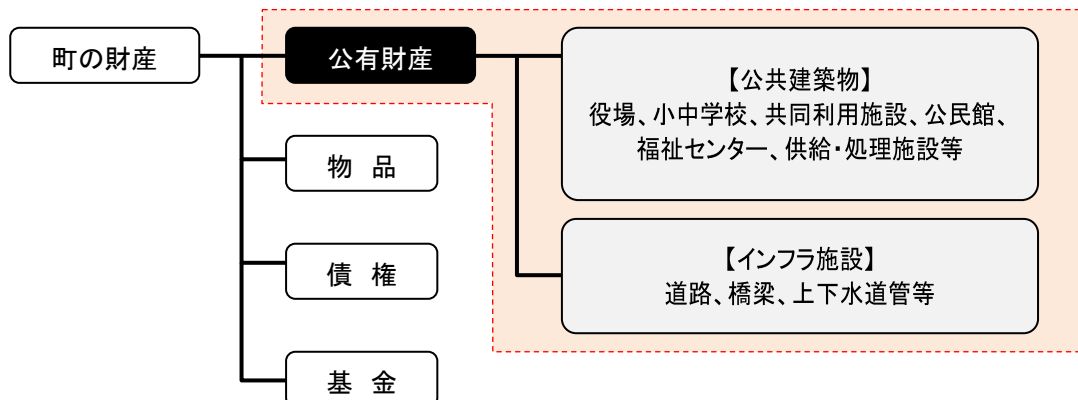 町の財産
公有財産
【公共建築物】
役場、小中学校、共同利用施設、公民館、
福祉センター、供給・処理施設等
物 品
【インフラ施設】
道路、橋梁、上下水道管等
債 権
基 金